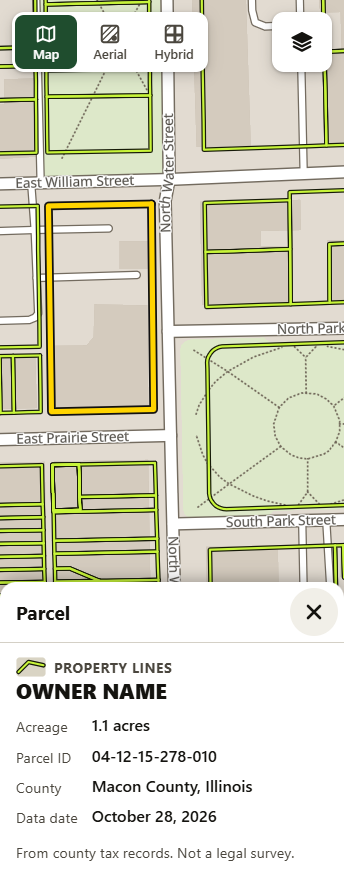 Map
Aerial
Hybrid
North Water Street
East William Street
North Park
East Prairie Street
South Park Street
North W
Parcel
PROPERTY LINES
OWNER NAME
Acreage 1.1 acres
Parcel ID 04-12-15-278-010
County Macon County, Illinois
Data date October 28, 2026
From county tax records. Not a legal survey.